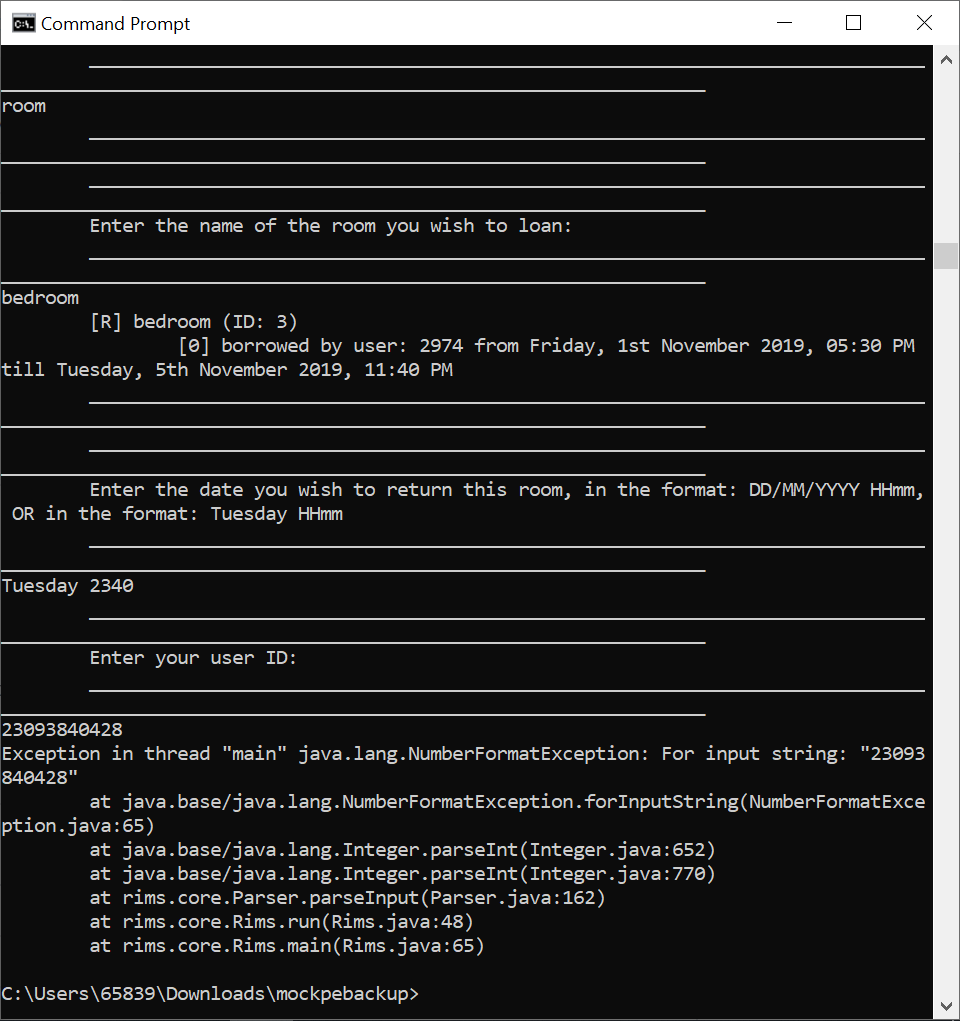 Command Prompt
room
Enter the name of the room you wish to loan:
bedroom
[R] bedroom (ID: 3)
[0] borrowed by user: 2974 from Friday, 1st November 2019, 05:30 PM
till Tuesday, 5th November 2019, 11:40 PM
Enter the date you wish to return this room, in the format: DD/MM/YYYY HHmm,
OR in the format: Tuesday HHmm
Tuesday 2340
Enter your user ID:
23093840428
Exception in thread "main" java.lang.NumberFormatException: For input string: "23093
840428"
at java.base/java.lang.NumberFormatException.forInputString(NumberFormatExce
ption.java:65)
at java.base/java.lang.Integer.parseInt(Integer.java:652)
at java.base/java.lang.Integer.parseInt(Integer.java:770)
at rims.core.Parser.parseInput(Parser.java:162)
at rims.core.Rims.run(Rims.java:48)
at rims.core.Rims.main(Rims.java:65)
C:\Users\65839\Downloads\mockpebackup>